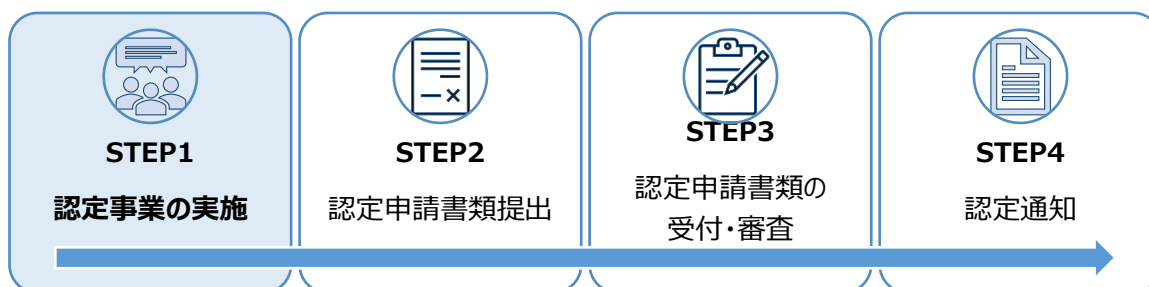 STEP1
認定事業の実施
STEP2
認定申請書類提出
STEP3
認定申請書類の
受付・審査
STEP4
認定通知